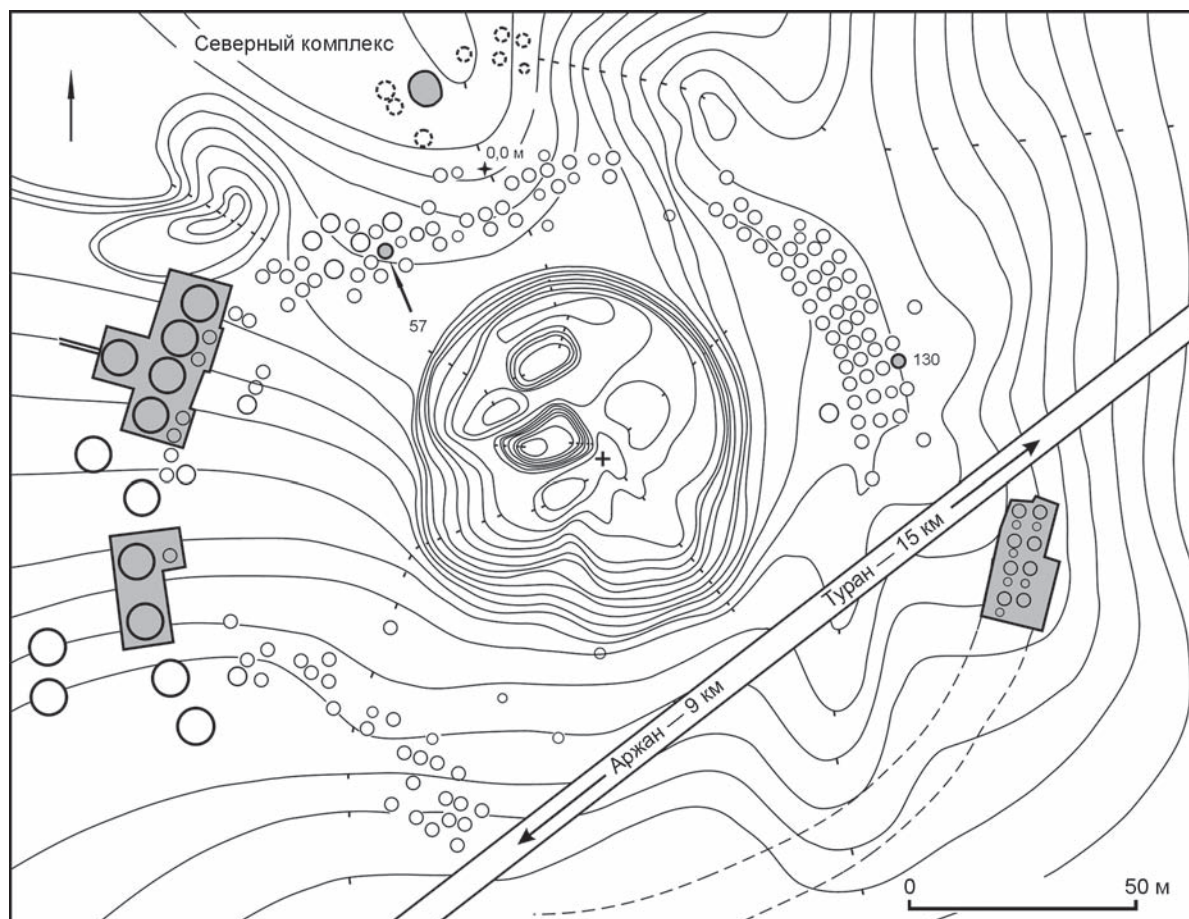 Северный комплекс
0,0 м
57
130
Туран — 15 км
Аржан — 9 км
0 50 м